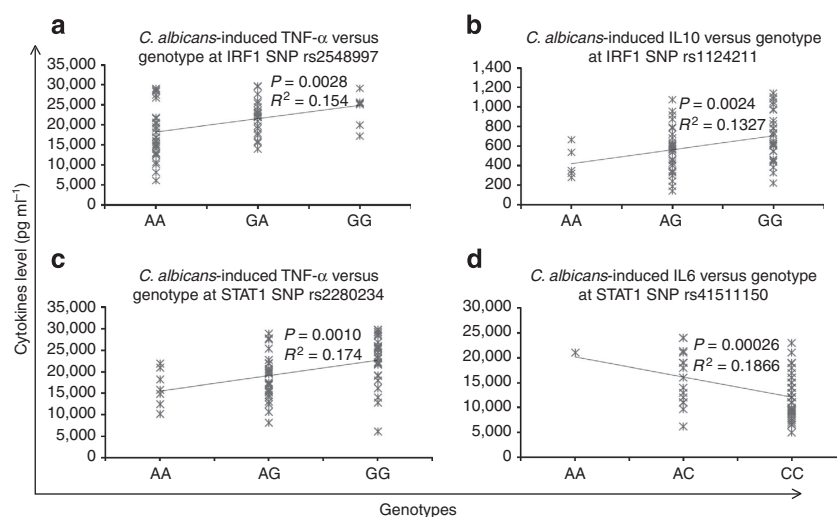 Cytokines level (pg ml⁻¹)
a
C. albicans-induced TNF-α versus
genotype at IRF1 SNP rs2548997
35,000
30,000
25,000
20,000
15,000
10,000
5,000
0
P = 0.0028
R² = 0.154
AA
GA
GG
b
C. albicans-induced IL10 versus genotype
at IRF1 SNP rs1124211
1,400
1,200
1,000
800
600
400
200
0
P = 0.0024
R² = 0.1327
AA
AG
GG
c
C. albicans-induced TNF-α versus
genotype at STAT1 SNP rs2280234
35,000
30,000
25,000
20,000
15,000
10,000
5,000
0
P = 0.0010
R² = 0.174
AA
AG
GG
d
C. albicans-induced IL6 versus genotype
at STAT1 SNP rs41511150
30,000
25,000
20,000
15,000
10,000
5,000
0
P = 0.00026
R² = 0.1866
AA
AC
CC
Genotypes